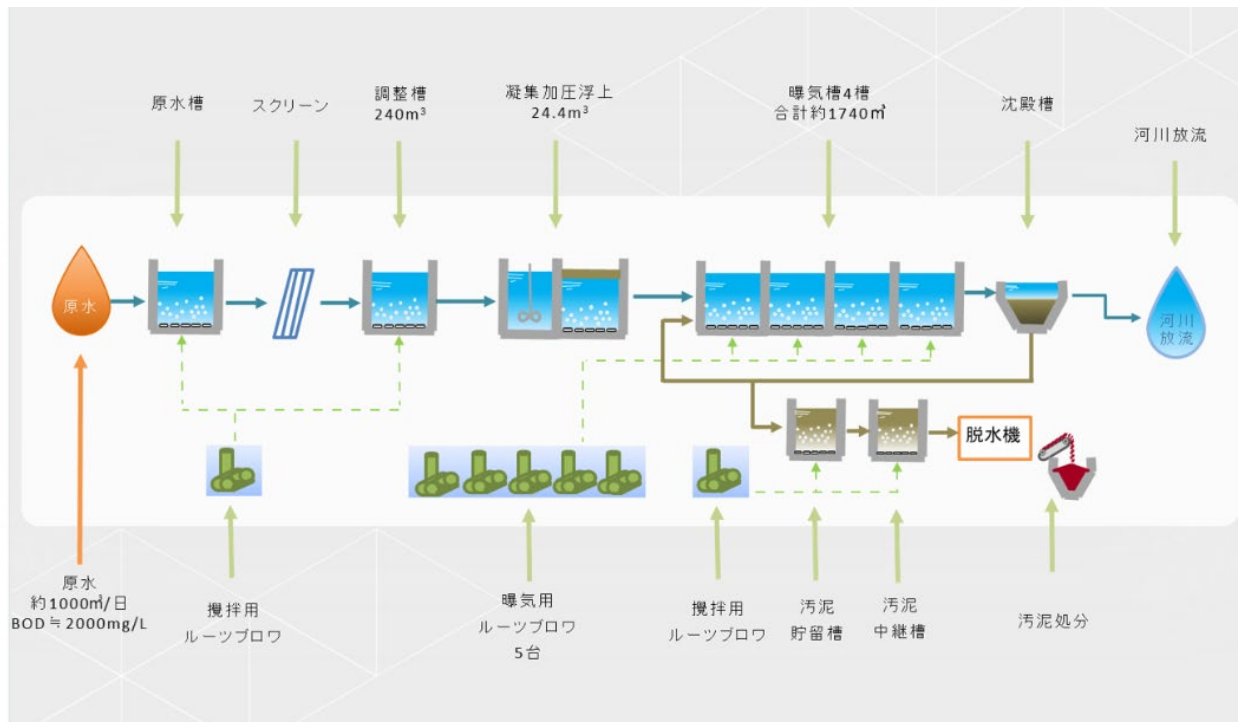 原水槽
スクリーン
調整槽
240m³
凝集加圧浮上
24.4m³
曝気槽4槽
合計約1740㎥
沈殿槽
河川放流
原水
河川
放流
脱水機
原水
約1000㎥/日
BOD≒2000mg/L
攪拌用
ルーツブロワ
曝気用
ルーツブロワ
5台
攪拌用
ルーツブロワ
汚泥
貯留槽
汚泥
中継槽
汚泥処分